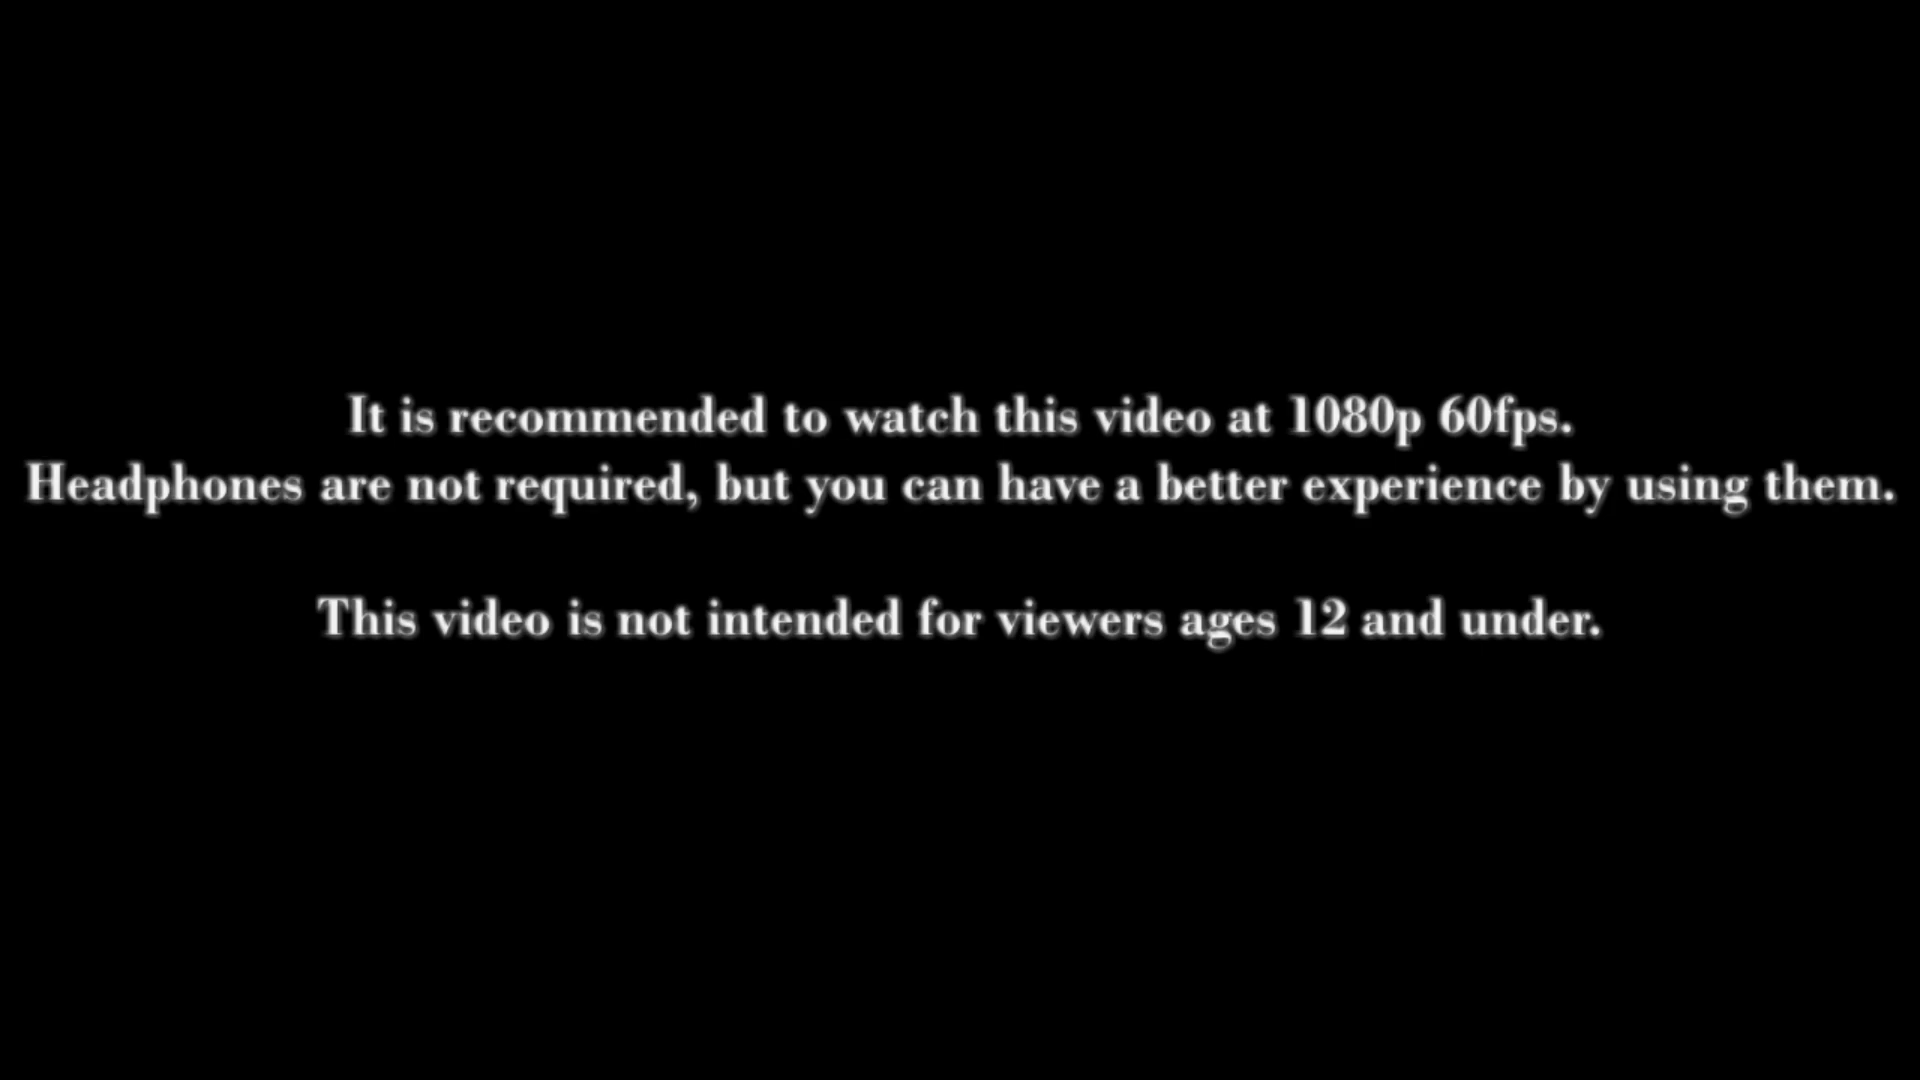 It is recommended to watch this video at 1080p 60fps.
Headphones are not required, but you can have a better experience by using them.
This video is not intended for viewers ages 12 and under.